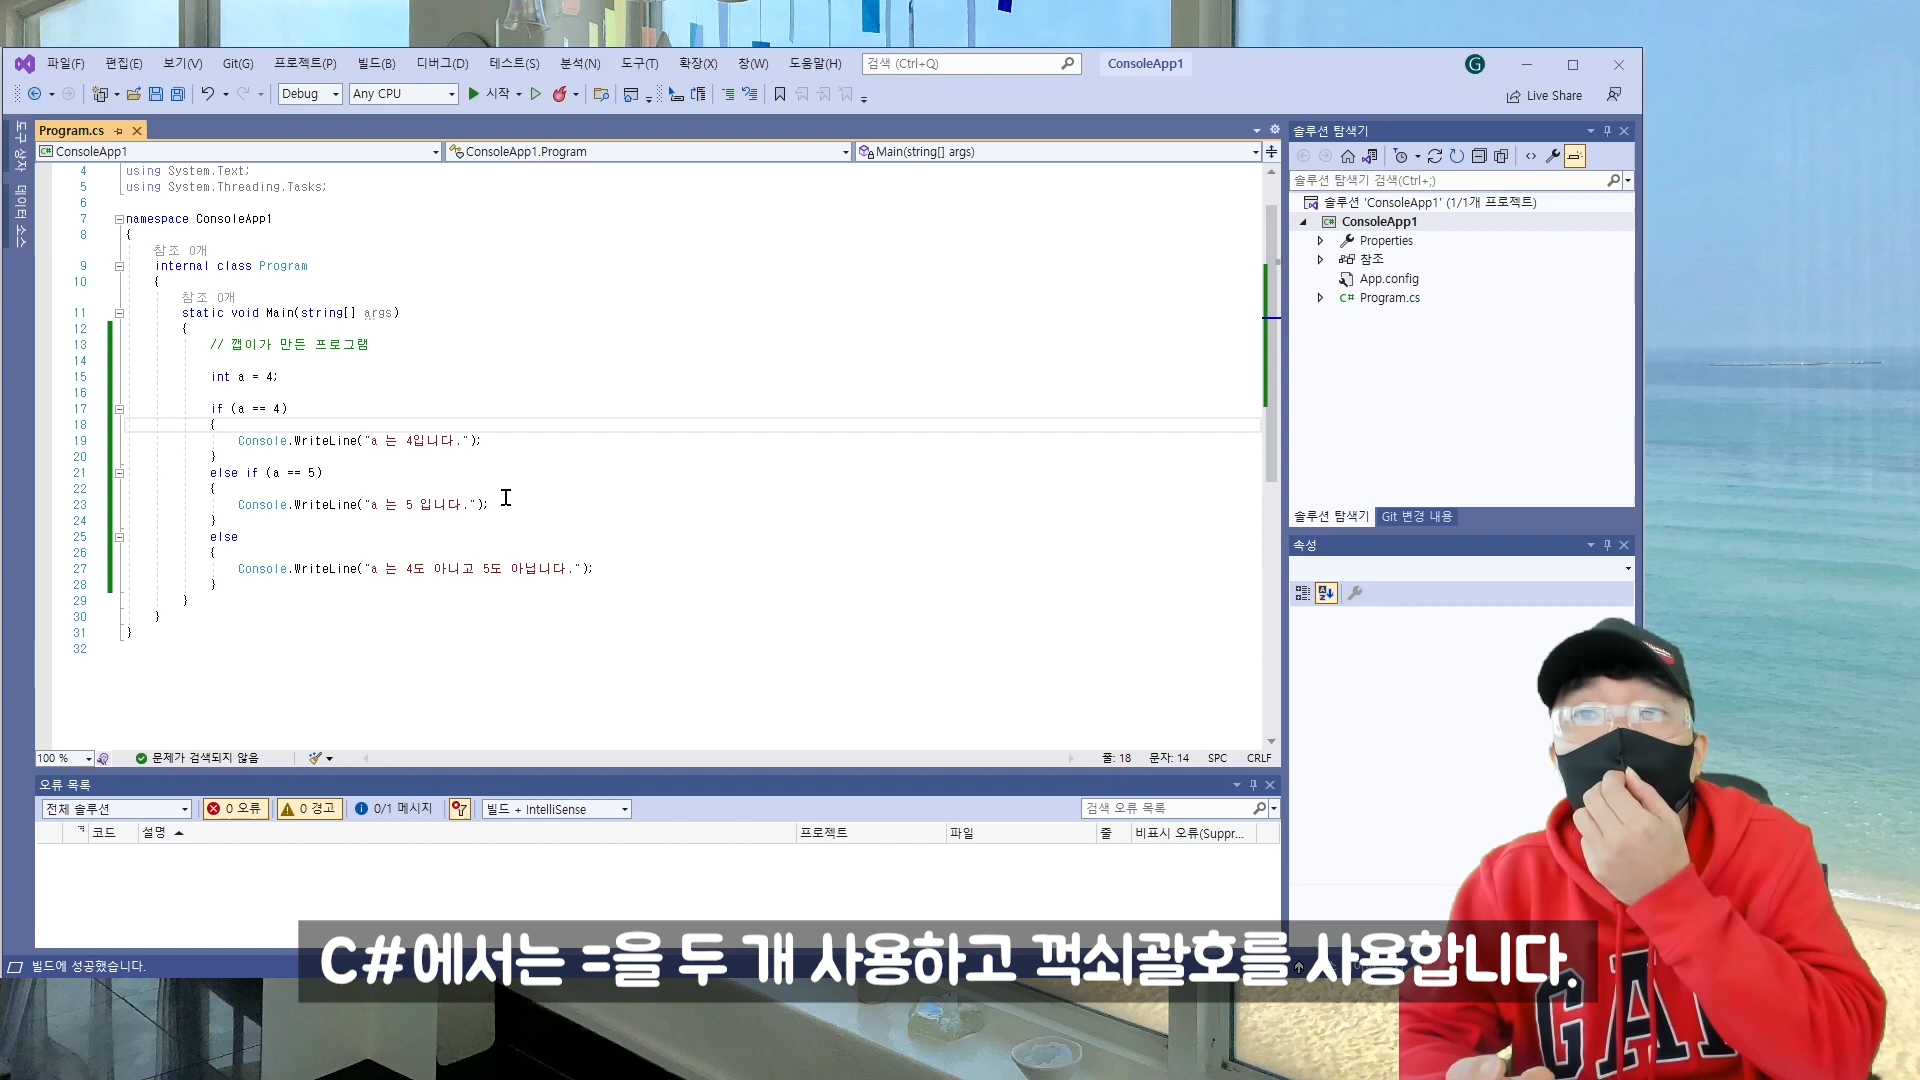 파일(F) 편집(E) 보기(V) Git(G) 프로젝트(P) 빌드(B) 디버그(D) 테스트(S) 분석(N) 도구(T) 확장(X) 창(W) 도움말(H) 검색 (Ctrl+Q) ConsoleApp1 G
Debug Any CPU 시작 Live Share
도구 상자
데이터 소스
Program.cs
ConsoleApp1 ConsoleApp1.Program Main(string[] args)
4 using System.Text;
5 using System.Threading.Tasks;
6
7 namespace ConsoleApp1
8 {
참조 0개
9 internal class Program
10 {
참조 0개
11 static void Main(string[] args)
12 {
13 // 깹이가 만든 프로그램
14
15 int a = 4;
16
17 if (a == 4)
18 {
19 Console.WriteLine("a 는 4입니다.");
20 }
21 else if (a == 5)
22 {
23 Console.WriteLine("a 는 5 입니다.");
24 }
25 else
26 {
27 Console.WriteLine("a 는 4도 아니고 5도 아닙니다.");
28 }
29 }
30 }
31 }
32
100 % 문제가 검색되지 않음 줄: 18 문자: 14 SPC CRLF
오류 목록
전체 솔루션 0 오류 0 경고 0/1 메시지 빌드 + IntelliSense 검색 오류 목록
코드 설명 프로젝트 파일 줄 비표시 오류(Suppr...
빌드에 성공했습니다.
솔루션 탐색기
솔루션 탐색기 검색(Ctrl+;)
솔루션 'ConsoleApp1' (1/1개 프로젝트)
C# ConsoleApp1
Properties
참조
App.config
C# Program.cs
솔루션 탐색기 Git 변경 내용
속성
C#에서는 =을 두 개 사용하고 꺽쇠괄호를 사용합니다.
GA